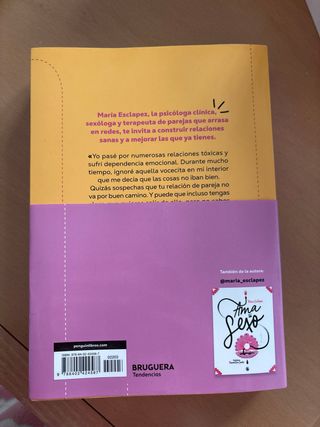 María Esclapez, la psicóloga clínica,
sexóloga y terapeuta de parejas que arrasa
en redes, te invita a construir relaciones
sanas y a mejorar las que ya tienes.
«Yo pasé por numerosas relaciones tóxicas y
sufrí dependencia emocional. Durante mucho
tiempo, ignoré aquella vocecita en mi interior
que me decía que las cosas no iban bien.
Quizás sospechas que tu relación de pareja no
va por buen camino. Y puede que incluso tengas
También de la autora:
@maria_esclapez
Ama
Sexo
penguinlibros.com
BRUGUERA
Tendencias